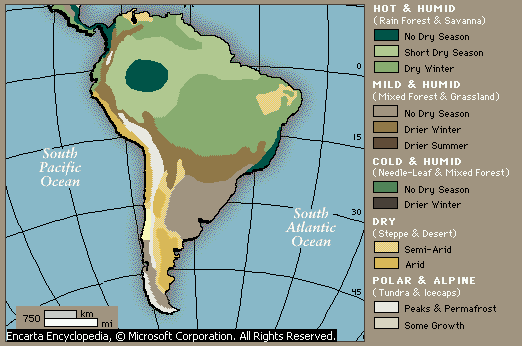 HOT & HUMID
(Rain Forest & Savanna)
No Dry Season
Short Dry Season
Dry Winter
MILD & HUMID
(Mixed Forest & Grassland)
No Dry Season
Drier Winter
Drier Summer
COLD & HUMID
(Needle-Leaf & Mixed Forest)
No Dry Season
Drier Winter
DRY
(Steppe & Desert)
Semi-Arid
Arid
POLAR & ALPINE
(Tundra & Icecaps)
Peaks & Permafrost
Some Growth
0
15
30
45
South
Pacific
Ocean
South
Atlantic
Ocean
750
km
mi
Encarta Encyclopedia, © Microsoft Corporation. All Rights Reserved.